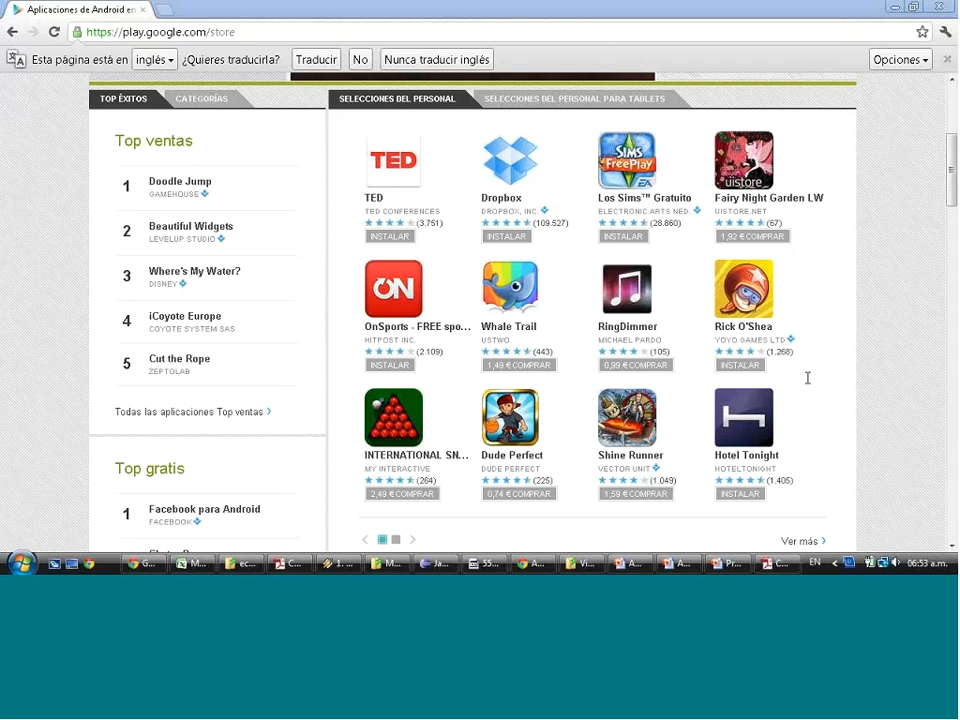 Aplicaciones de Android en
https://play.google.com/store
Esta página está en inglés ¿Quieres traducirla? Traducir No Nunca traducir inglés Opciones
TOP ÉXITOS CATEGORÍAS
SELECCIONES DEL PERSONAL SELECCIONES DEL PERSONAL PARA TABLETS
Top ventas
1 Doodle Jump
GAMEHOUSE
2 Beautiful Widgets
LEVELUP STUDIO
3 Where's My Water?
DISNEY
4 iCoyote Europe
COYOTE SYSTEM SAS
5 Cut the Rope
ZEPTOLAB
Todas las aplicaciones Top ventas
Top gratis
1 Facebook para Android
FACEBOOK
TED
THE SIMS
FreePlay
EA
uistore
TED Dropbox Los Sims™ Gratuito Fairy Night Garden LW
TED CONFERENCES DROPBOX, INC. ELECTRONIC ARTS NED. UISTORE.NET
(3.751) (109.527) (28.860) (67)
INSTALAR INSTALAR INSTALAR 1,92 € COMPRAR
ON
OnSports - FREE spo... Whale Trail RingDimmer Rick O'Shea
HITPOST INC. USTWO MICHAEL PARDO YOYO GAMES LTD
(2.109) (443) (105) (1.268)
INSTALAR 1,49 € COMPRAR 0,99 € COMPRAR INSTALAR
INTERNATIONAL SN... Dude Perfect Shine Runner Hotel Tonight
MY INTERACTIVE DUDE PERFECT VECTOR UNIT HOTELTONIGHT
(264) (225) (1.049) (1.405)
2,49 € COMPRAR 0,74 € COMPRAR 1,59 € COMPRAR INSTALAR
Ver más
G... M... ec... C... 1. ... M... Ja... 55... A... Vi... A... A... Pr... C... EN 06:53 a.m.